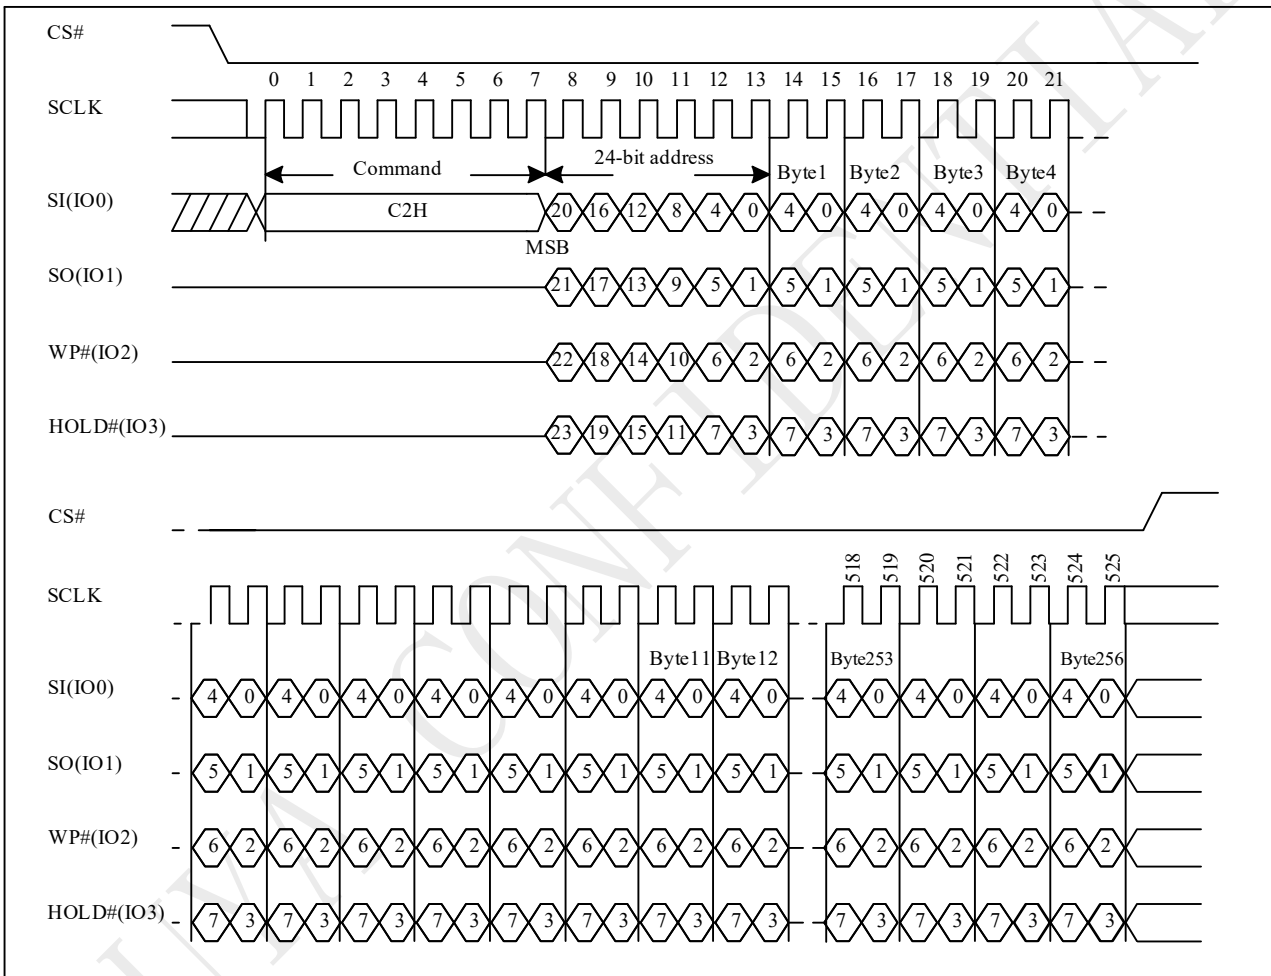 CS#
0 1 2 3 4 5 6 7 8 9 10 11 12 13 14 15 16 17 18 19 20 21
SCLK
Command 24-bit address Byte1 Byte2 Byte3 Byte4
SI(IO0) C2H 20 16 12 8 4 0 4 0 4 0 4 0 4 0
MSB
SO(IO1) 21 17 13 9 5 1 5 1 5 1 5 1 5 1
WP#(IO2) 22 18 14 10 6 2 6 2 6 2 6 2 6 2
HOLD#(IO3) 23 19 15 11 7 3 7 3 7 3 7 3 7 3
CS#
518 519 520 521 522 523 524 525
SCLK
Byte11 Byte12 Byte253 Byte256
SI(IO0) 4 0 4 0 4 0 4 0 4 0 4 0 4 0 4 0 4 0 4 0 4 0 4 0
SO(IO1) 5 1 5 1 5 1 5 1 5 1 5 1 5 1 5 1 5 1 5 1 5 1 5 1
WP#(IO2) 6 2 6 2 6 2 6 2 6 2 6 2 6 2 6 2 6 2 6 2 6 2 6 2
HOLD#(IO3) 7 3 7 3 7 3 7 3 7 3 7 3 7 3 7 3 7 3 7 3 7 3 7 3